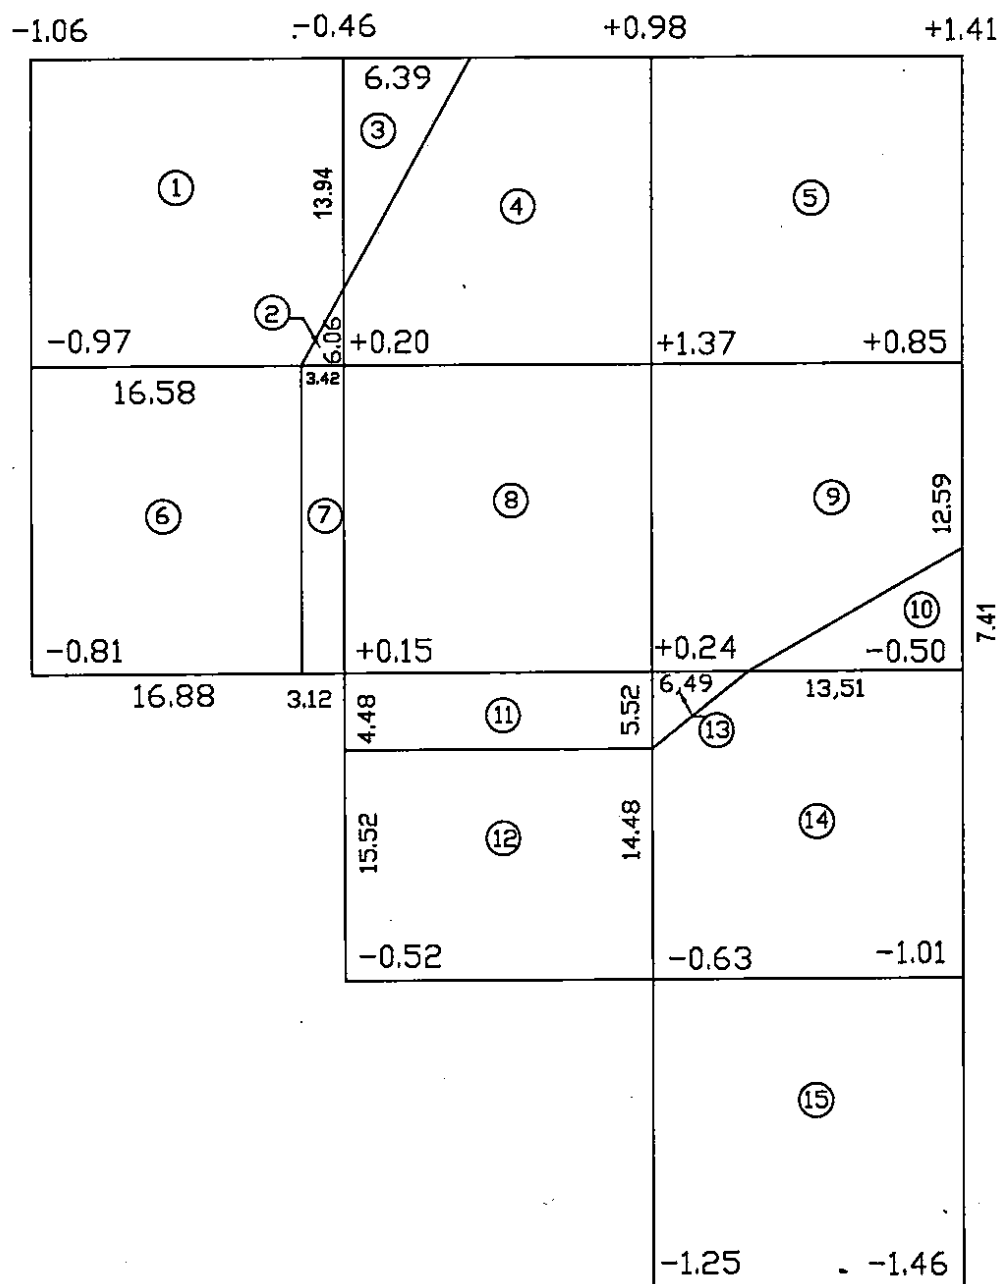 -1.06 -0.46 +0.98 +1.41
6.39
③
① 13.94 ④ ⑤
②
6.06
-0.97 +0.20 +1.37 +0.85
16.58 3.42
⑥ ⑦ ⑧ ⑨ 12.59
⑩ 7.41
-0.81 +0.15 +0.24 -0.50
16.88 3.12 6.49 13,51
4.48 ⑪ 5.52 ⑬
15.52 ⑫ 14.48 ⑭
-0.52 -0.63 -1.01
⑮
-1.25 -1.46